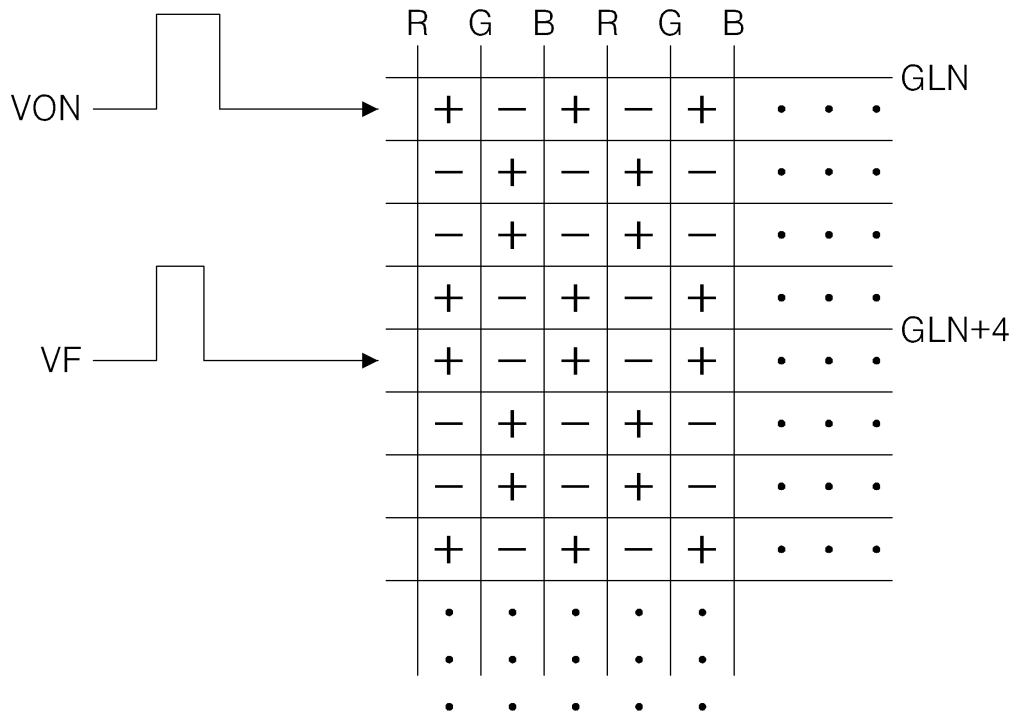 R G B R G B
GLN
VON + − + − + • • •
− + − + − • • •
− + − + − • • •
+ − + − + • • •
GLN+4
VF + − + − + • • •
− + − + − • • •
− + − + − • • •
+ − + − + • • •